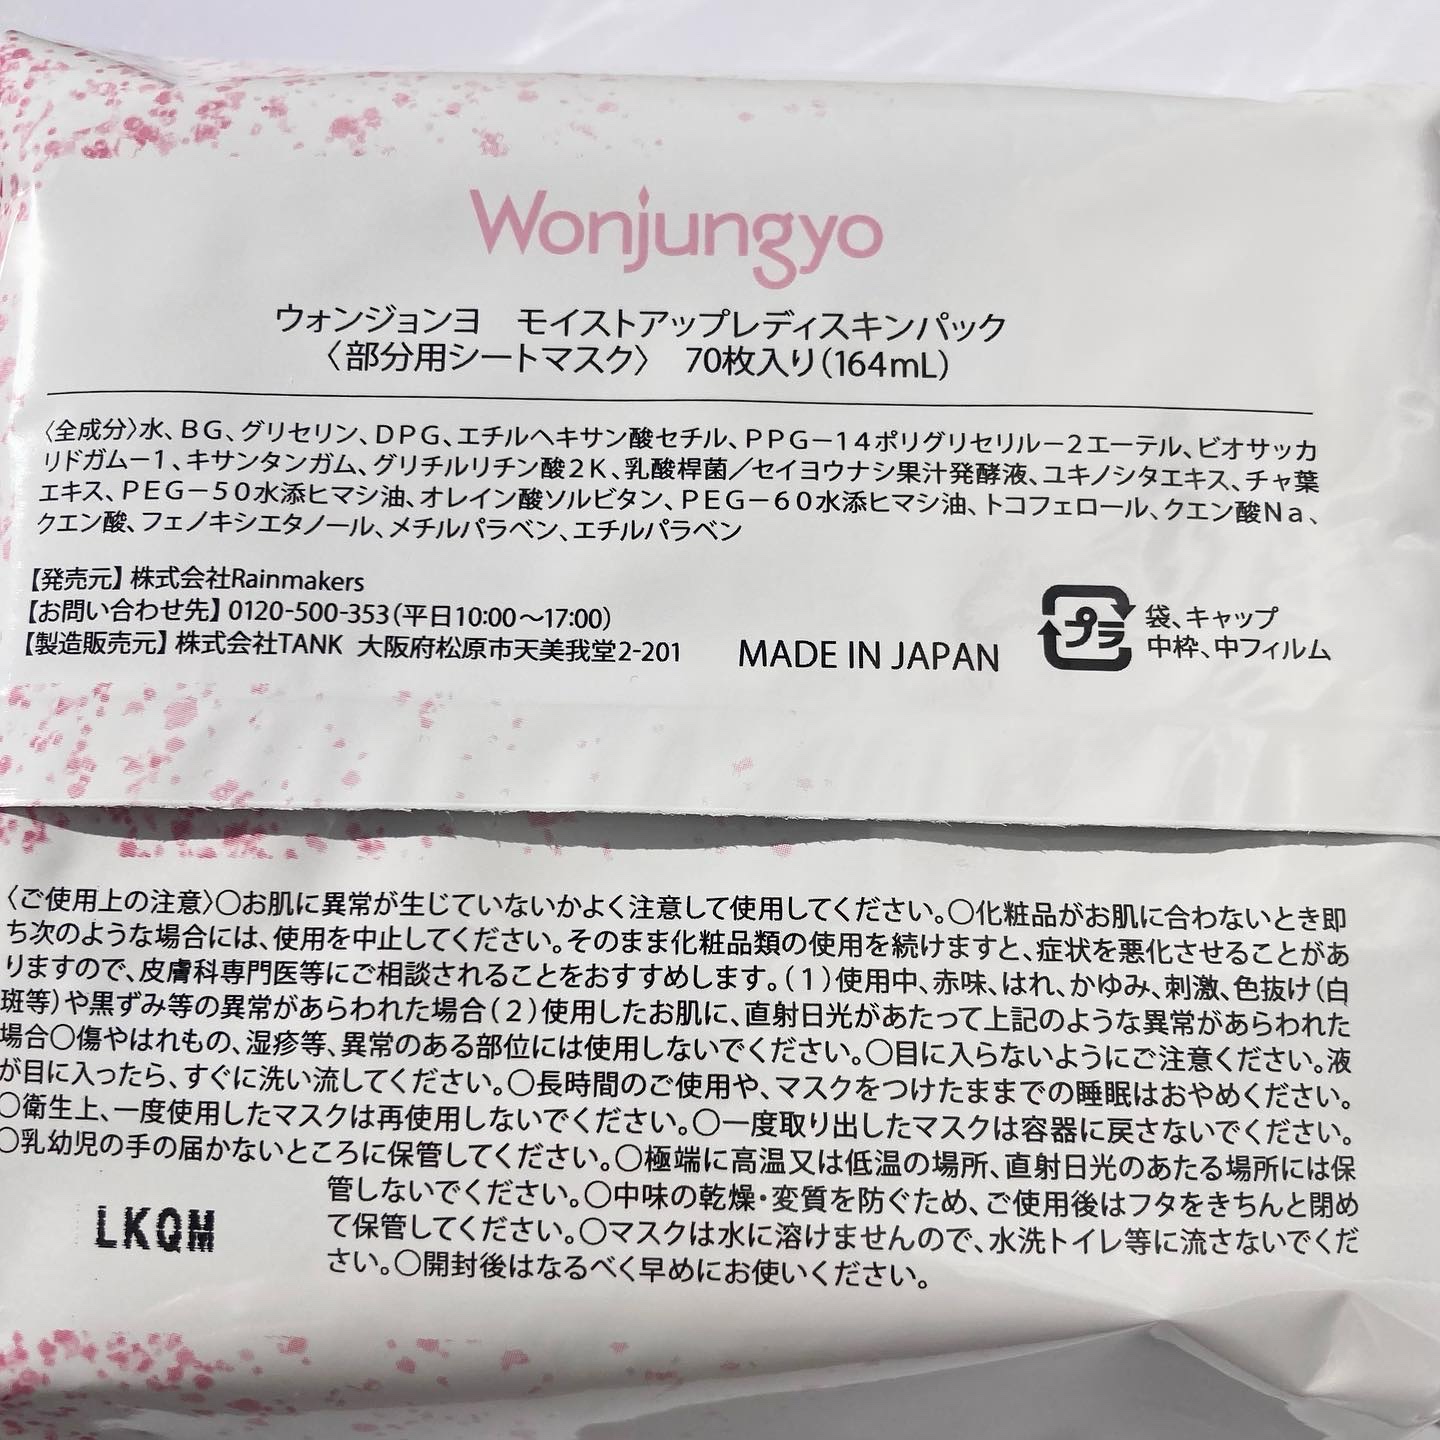 Wonjungyo
ウォンジョンヨ　モイストアップレディスキンパック
〈部分用シートマスク〉　70枚入り(164mL)
〈全成分〉水、BG、グリセリン、DPG、エチルヘキサン酸セチル、PPG－14ポリグリセリル－2エーテル、ビオサッカ
リドガム－1、キサンタンガム、グリチルリチン酸2K、乳酸桿菌／セイヨウナシ果汁発酵液、ユキノシタエキス、チャ葉
エキス、PEG－50水添ヒマシ油、オレイン酸ソルビタン、PEG－60水添ヒマシ油、トコフェロール、クエン酸Na、
クエン酸、フェノキシエタノール、メチルパラベン、エチルパラベン
【発売元】株式会社Rainmakers
【お問い合わせ先】0120-500-353(平日10:00～17:00)
【製造販売元】株式会社TANK 大阪府松原市天美我堂2-201
MADE IN JAPAN
プラ
袋、キャップ
中枠、中フィルム
〈ご使用上の注意〉○お肌に異常が生じていないかよく注意して使用してください。○化粧品がお肌に合わないとき即
ち次のような場合には、使用を中止してください。そのまま化粧品類の使用を続けますと、症状を悪化させることがあ
りますので、皮膚科専門医等にご相談されることをおすすめします。(1)使用中、赤味、はれ、かゆみ、刺激、色抜け(白
斑等)や黒ずみ等の異常があらわれた場合(2)使用したお肌に、直射日光があたって上記のような異常があらわれた
場合○傷やはれもの、湿疹等、異常のある部位には使用しないでください。○目に入らないようにご注意ください。液
が目に入ったら、すぐに洗い流してください。○長時間のご使用や、マスクをつけたままでの睡眠はおやめください。
○衛生上、一度使用したマスクは再使用しないでください。○一度取り出したマスクは容器に戻さないでください。
○乳幼児の手の届かないところに保管してください。○極端に高温又は低温の場所、直射日光のあたる場所には保
管しないでください。○中味の乾燥・変質を防ぐため、ご使用後はフタをきちんと閉め
て保管してください。○マスクは水に溶けませんので、水洗トイレ等に流さないでくだ
さい。○開封後はなるべく早めにお使いください。
LKQM